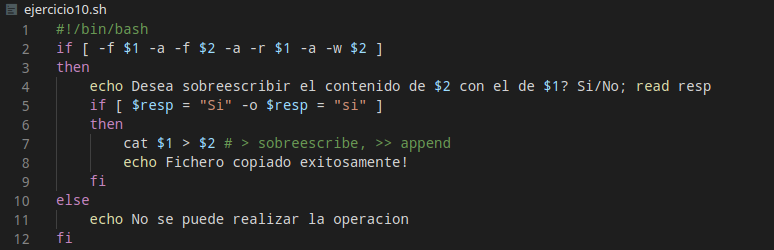 ejercicio10.sh
1 #!/bin/bash
2 if [ -f $1 -a -f $2 -a -r $1 -a -w $2 ]
3 then
4     echo Desea sobreescribir el contenido de $2 con el de $1? Si/No; read resp
5     if [ $resp = "Si" -o $resp = "si" ]
6     then
7         cat $1 > $2 # > sobreescribe, >> append
8         echo Fichero copiado exitosamente!
9     fi
10 else
11     echo No se puede realizar la operacion
12 fi